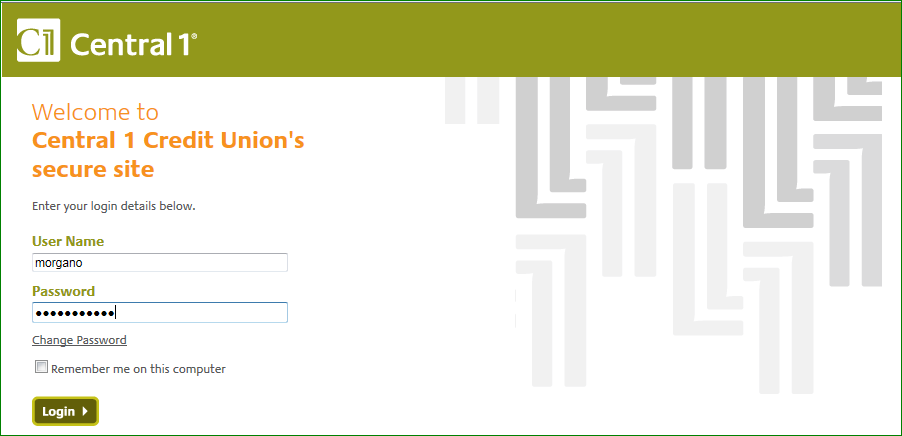 C1 Central 1®
Welcome to
Central 1 Credit Union's
secure site
Enter your login details below.
User Name
morgano
Password
●●●●●●●●●●●
Change Password
Remember me on this computer
Login